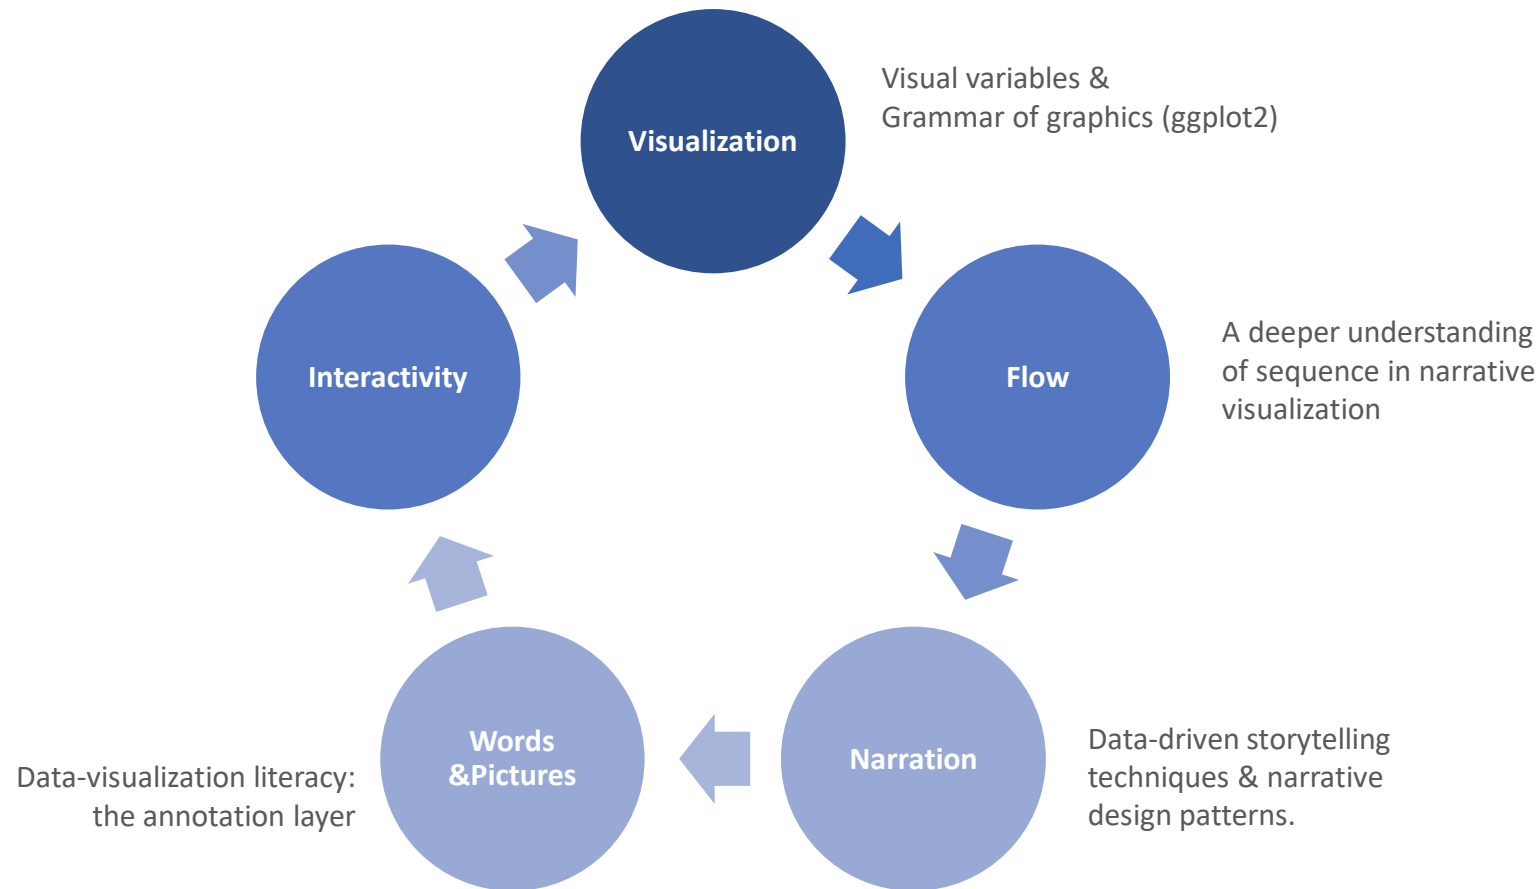 Visualization
Visual variables &
Grammar of graphics (ggplot2)
Flow
A deeper understanding
of sequence in narrative
visualization
Narration
Data-driven storytelling
techniques & narrative
design patterns.
Words
&Pictures
Data-visualization literacy:
the annotation layer
Interactivity